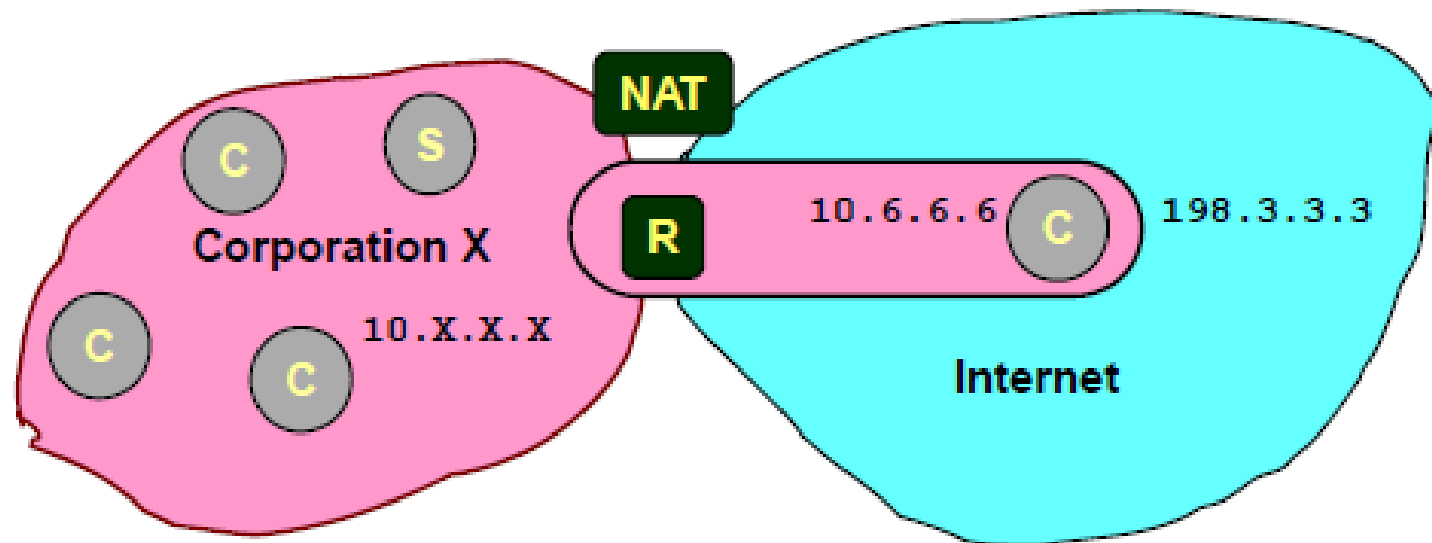 NAT
C
S
10.6.6.6
C
198.3.3.3
R
Corporation X
C
10.X.X.X
C
Internet